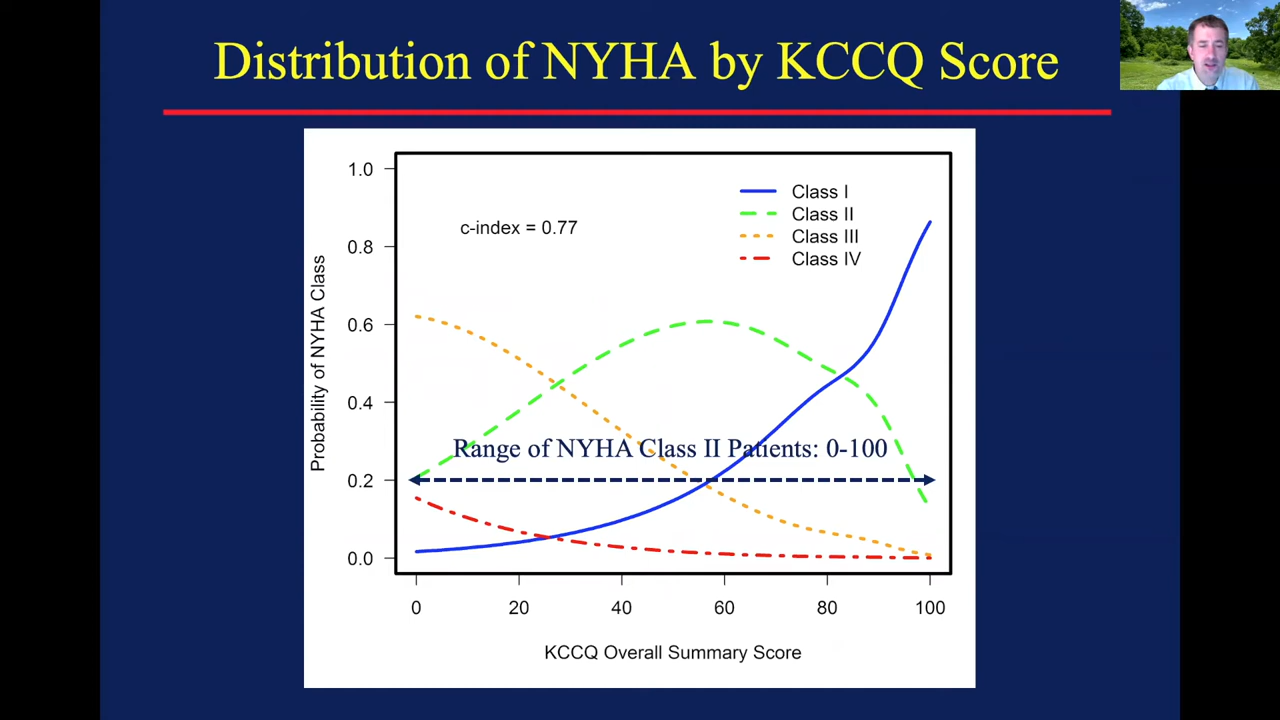 Distribution of NYHA by KCCQ Score
1.0
0.8
0.6
0.4
0.2
0.0
Probability of NYHA Class
c-index = 0.77
Class I
Class II
Class III
Class IV
Range of NYHA Class II Patients: 0-100
0 20 40 60 80 100
KCCQ Overall Summary Score